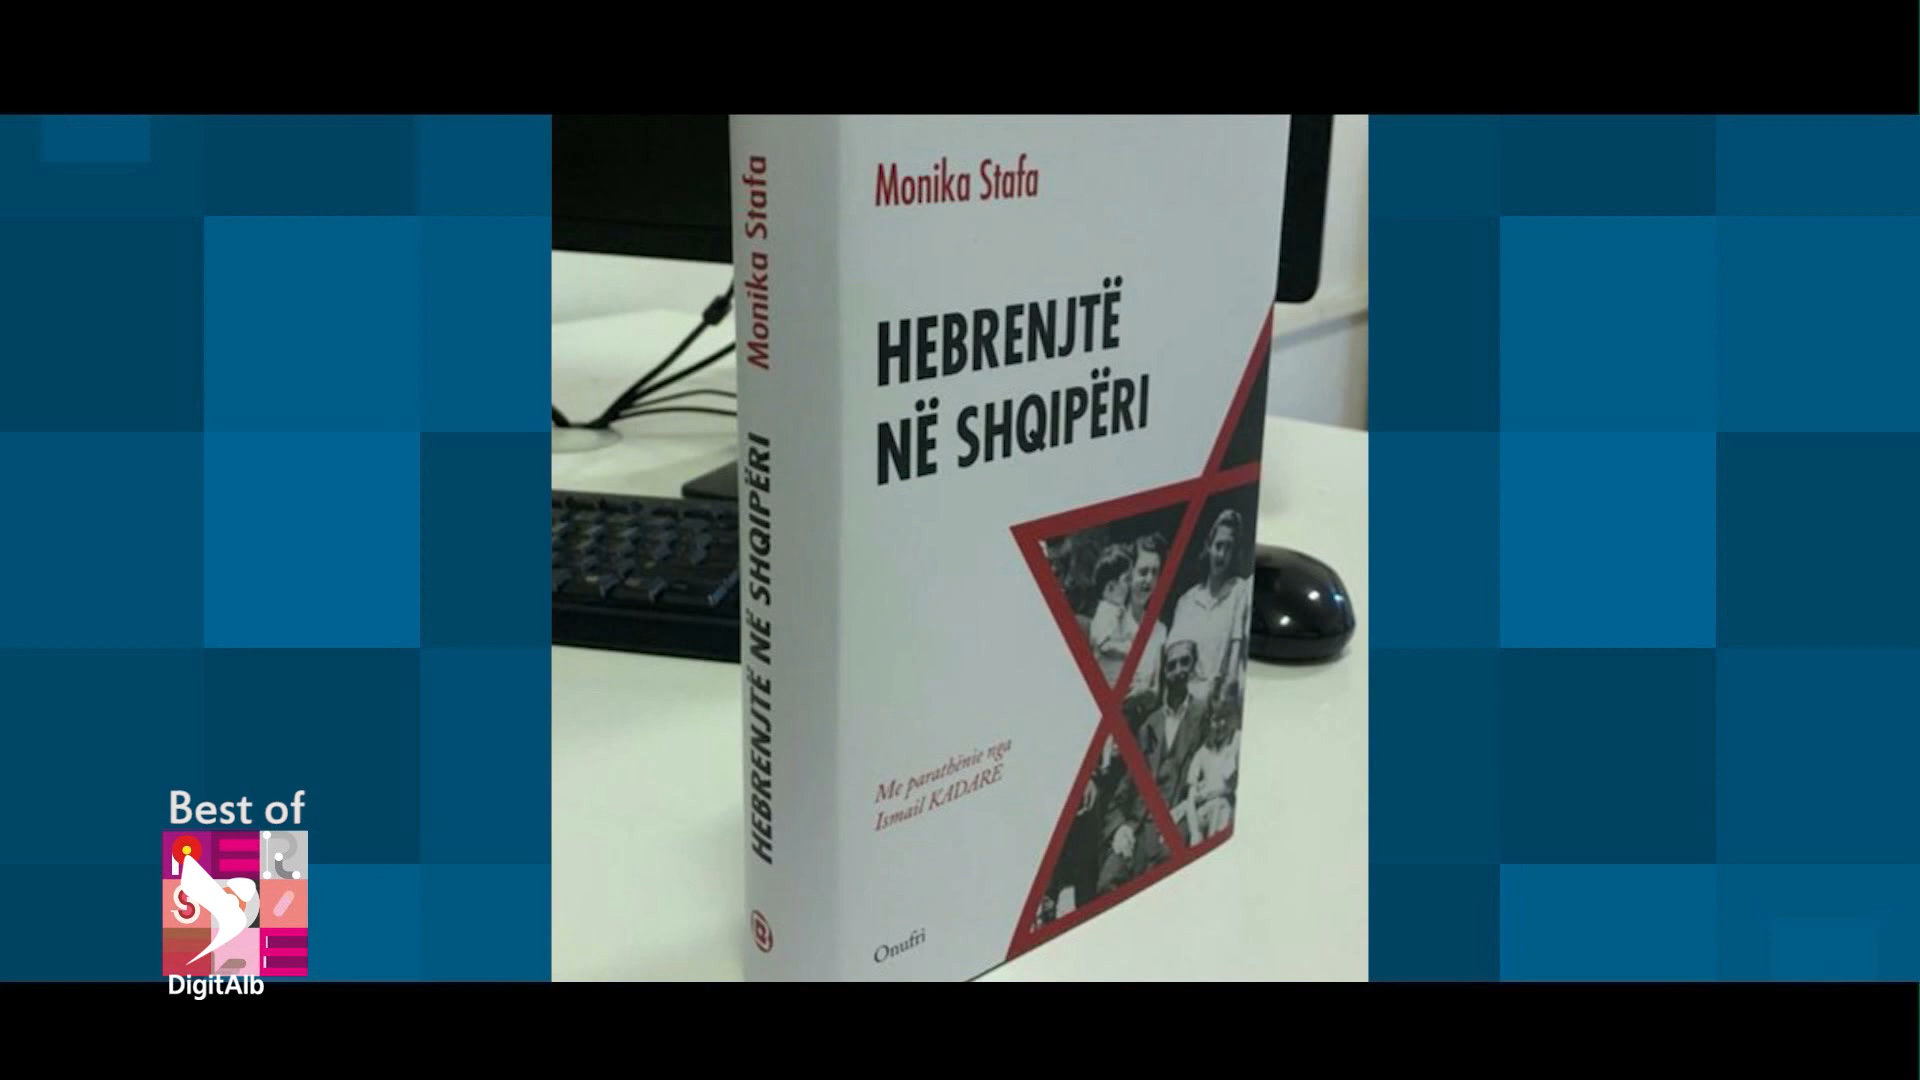 Monika Stafa
HEBRENJTË
NË SHQIPËRI
Me parathënie nga
Ismail KADARE
Onufri
HEBRENJTË NË SHQIPËRI Monika Stafa
Best of
PER
S
E
DigitAlb